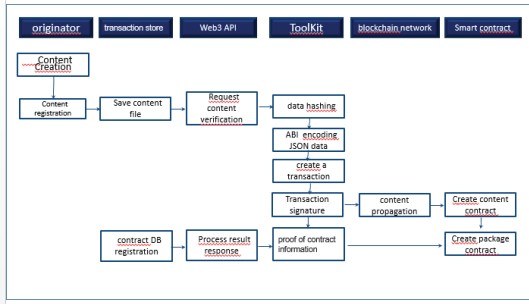 originator
transaction store
Web3 API
ToolKit
blockchain network
Smart contract
Content
Creation
Content
registration
Save content
file
Request
content
verification
data hashing
ABI encoding
JSON data
create a
transaction
Transaction
signature
content
propagation
Create content
contract
contract DB
registration
Process result
response
proof of contract
information
Create package
contract